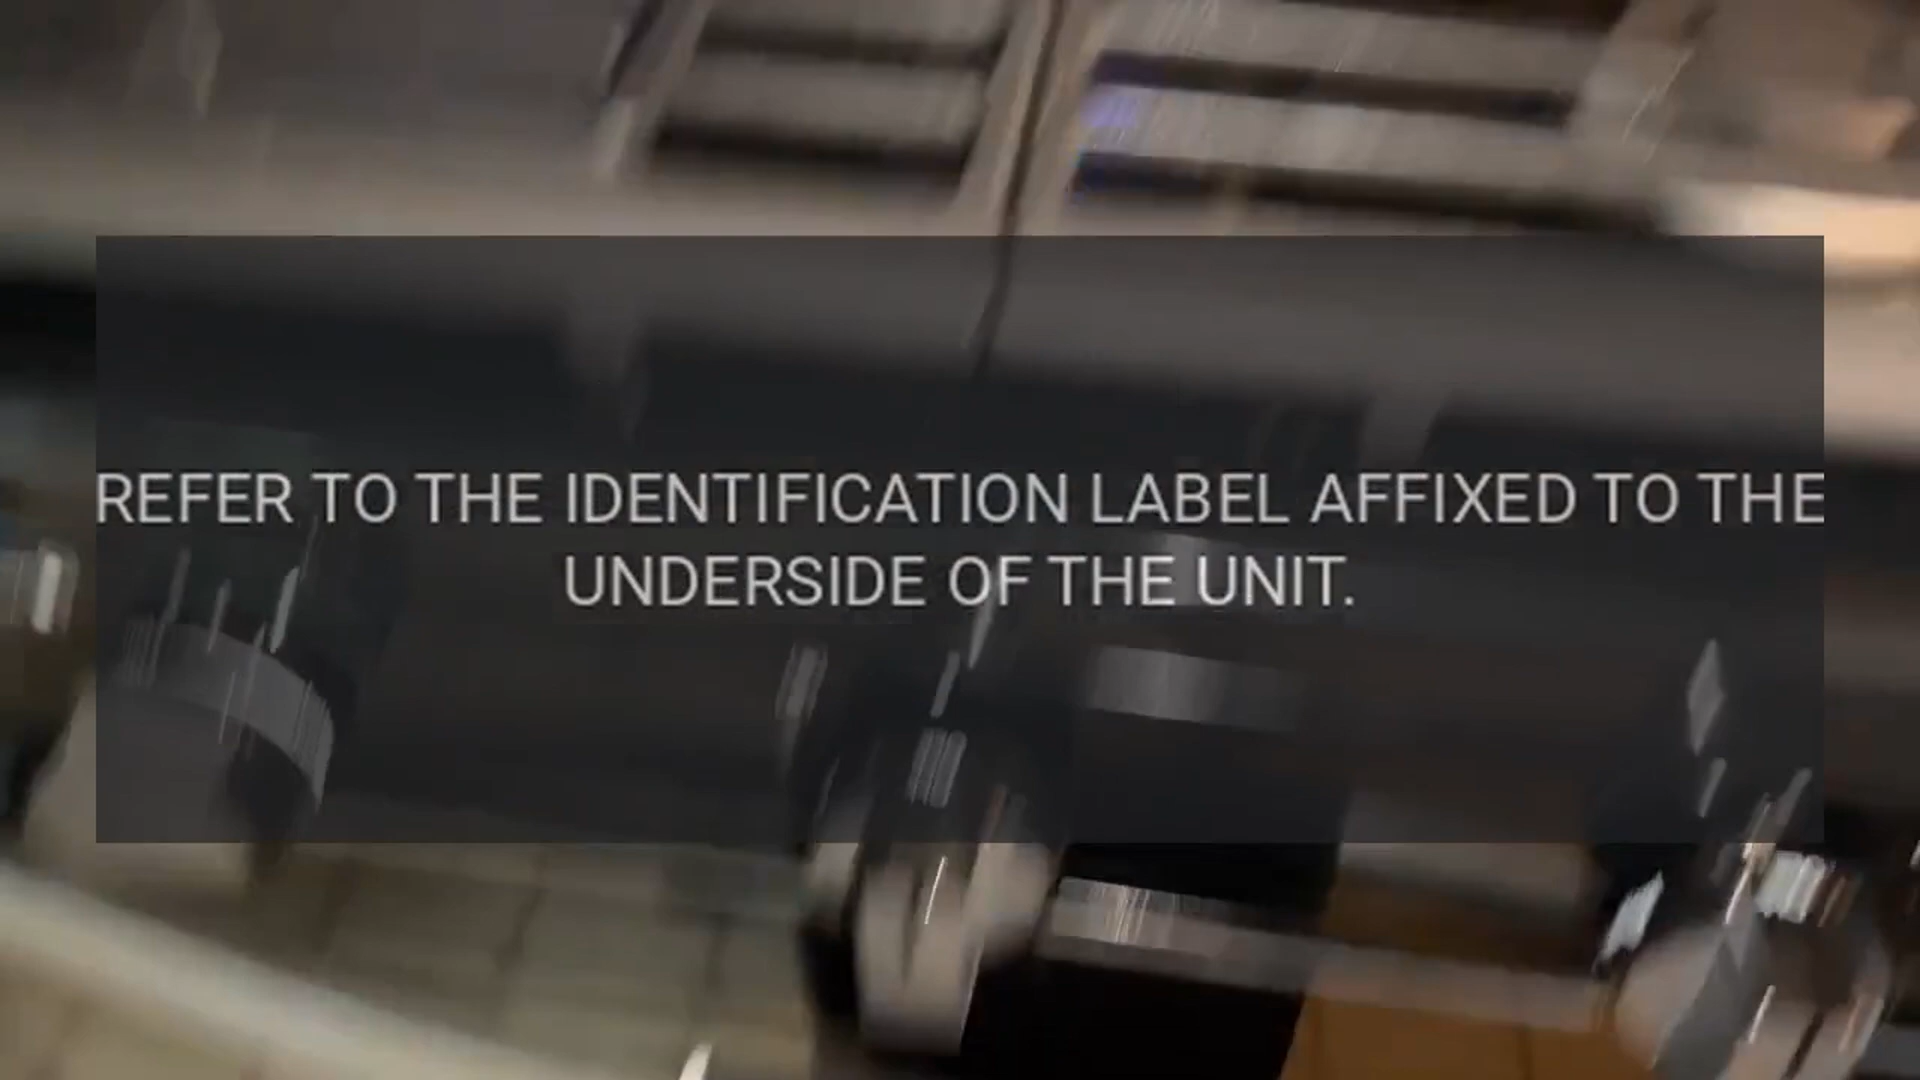 REFER TO THE IDENTIFICATION LABEL AFFIXED TO THE
UNDERSIDE OF THE UNIT.